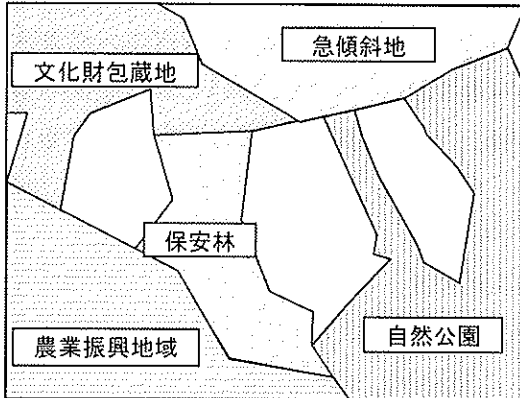 急傾斜地
文化財包蔵地
保安林
自然公園
農業振興地域